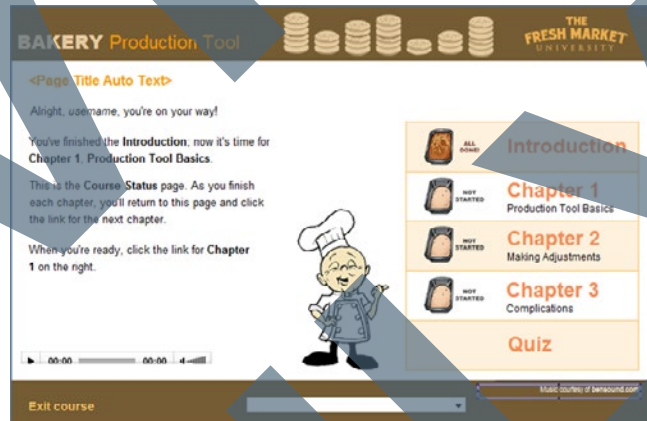 BAKERY Production Tool
THE
FRESH MARKET
UNIVERSITY
<Page Title Auto Text>
Alright, username, you're on your way!
You've finished the Introduction, now it's time for
Chapter 1, Production Tool Basics.
This is the Course Status page. As you finish
each chapter, you'll return to this page and click
the link for the next chapter.
When you're ready, click the link for Chapter
1 on the right.
ALL
DONE!
Introduction
NOT
STARTED
Chapter 1
Production Tool Basics
NOT
STARTED
Chapter 2
Making Adjustments
NOT
STARTED
Chapter 3
Complications
Quiz
00:00 00:00
Music courtesy of bensound.com
Exit course